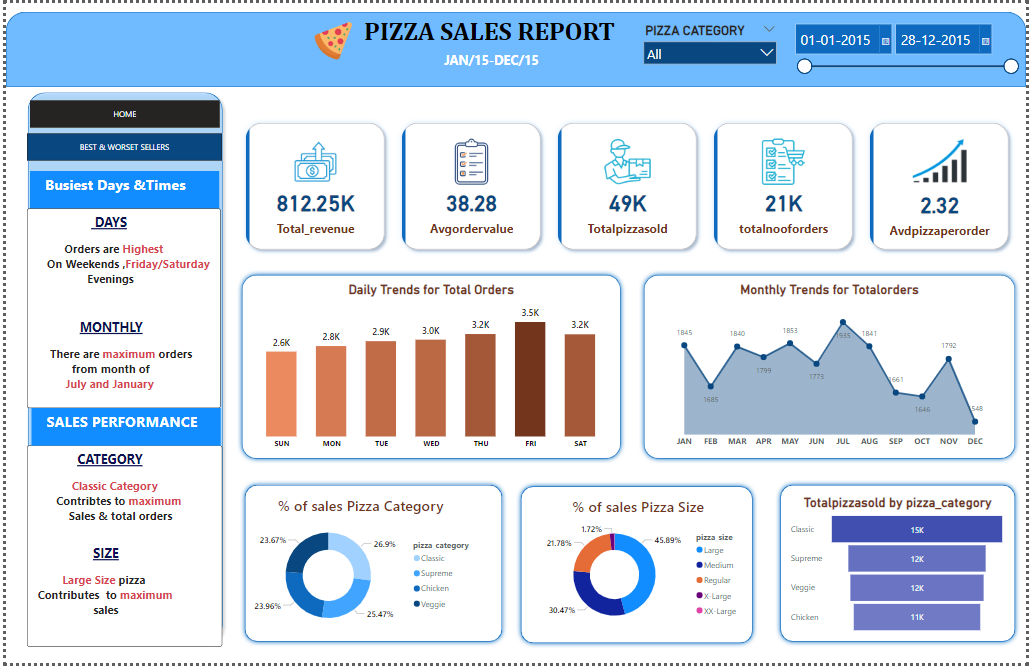 PIZZA SALES REPORT
JAN/15-DEC/15
PIZZA CATEGORY
All
01-01-2015
28-12-2015
HOME
BEST & WORSET SELLERS
Busiest Days &Times
DAYS
Orders are Highest
On Weekends ,Friday/Saturday
Evenings
MONTHLY
There are maximum orders
from month of
July and January
SALES PERFORMANCE
CATEGORY
Classic Category
Contribtes to maximum
Sales & total orders
SIZE
Large Size pizza
Contributes to maximum
sales
812.25K
Total_revenue
38.28
Avgordervalue
49K
Totalpizzasold
21K
totalnooforders
2.32
Avdpizzaperorder
Daily Trends for Total Orders
2.6K
2.8K
2.9K
3.0K
3.2K
3.5K
3.2K
SUN
MON
TUE
WED
THU
FRI
SAT
Monthly Trends for Totalorders
1845
1685
1840
1799
1853
1773
1935
1841
1661
1646
1792
JAN
FEB
MAR
APR
MAY
JUN
JUL
AUG
SEP
OCT
NOV
DEC
% of sales Pizza Category
23.67%
26.9%
23.96%
25.47%
pizza_category
Classic
Supreme
Chicken
Veggie
% of sales Pizza Size
1.72%
21.78%
45.89%
30.47%
pizza size
Large
Medium
Regular
X-Large
XX-Large
Totalpizzasold by pizza_category
Classic
15K
Supreme
12K
Veggie
12K
Chicken
11K